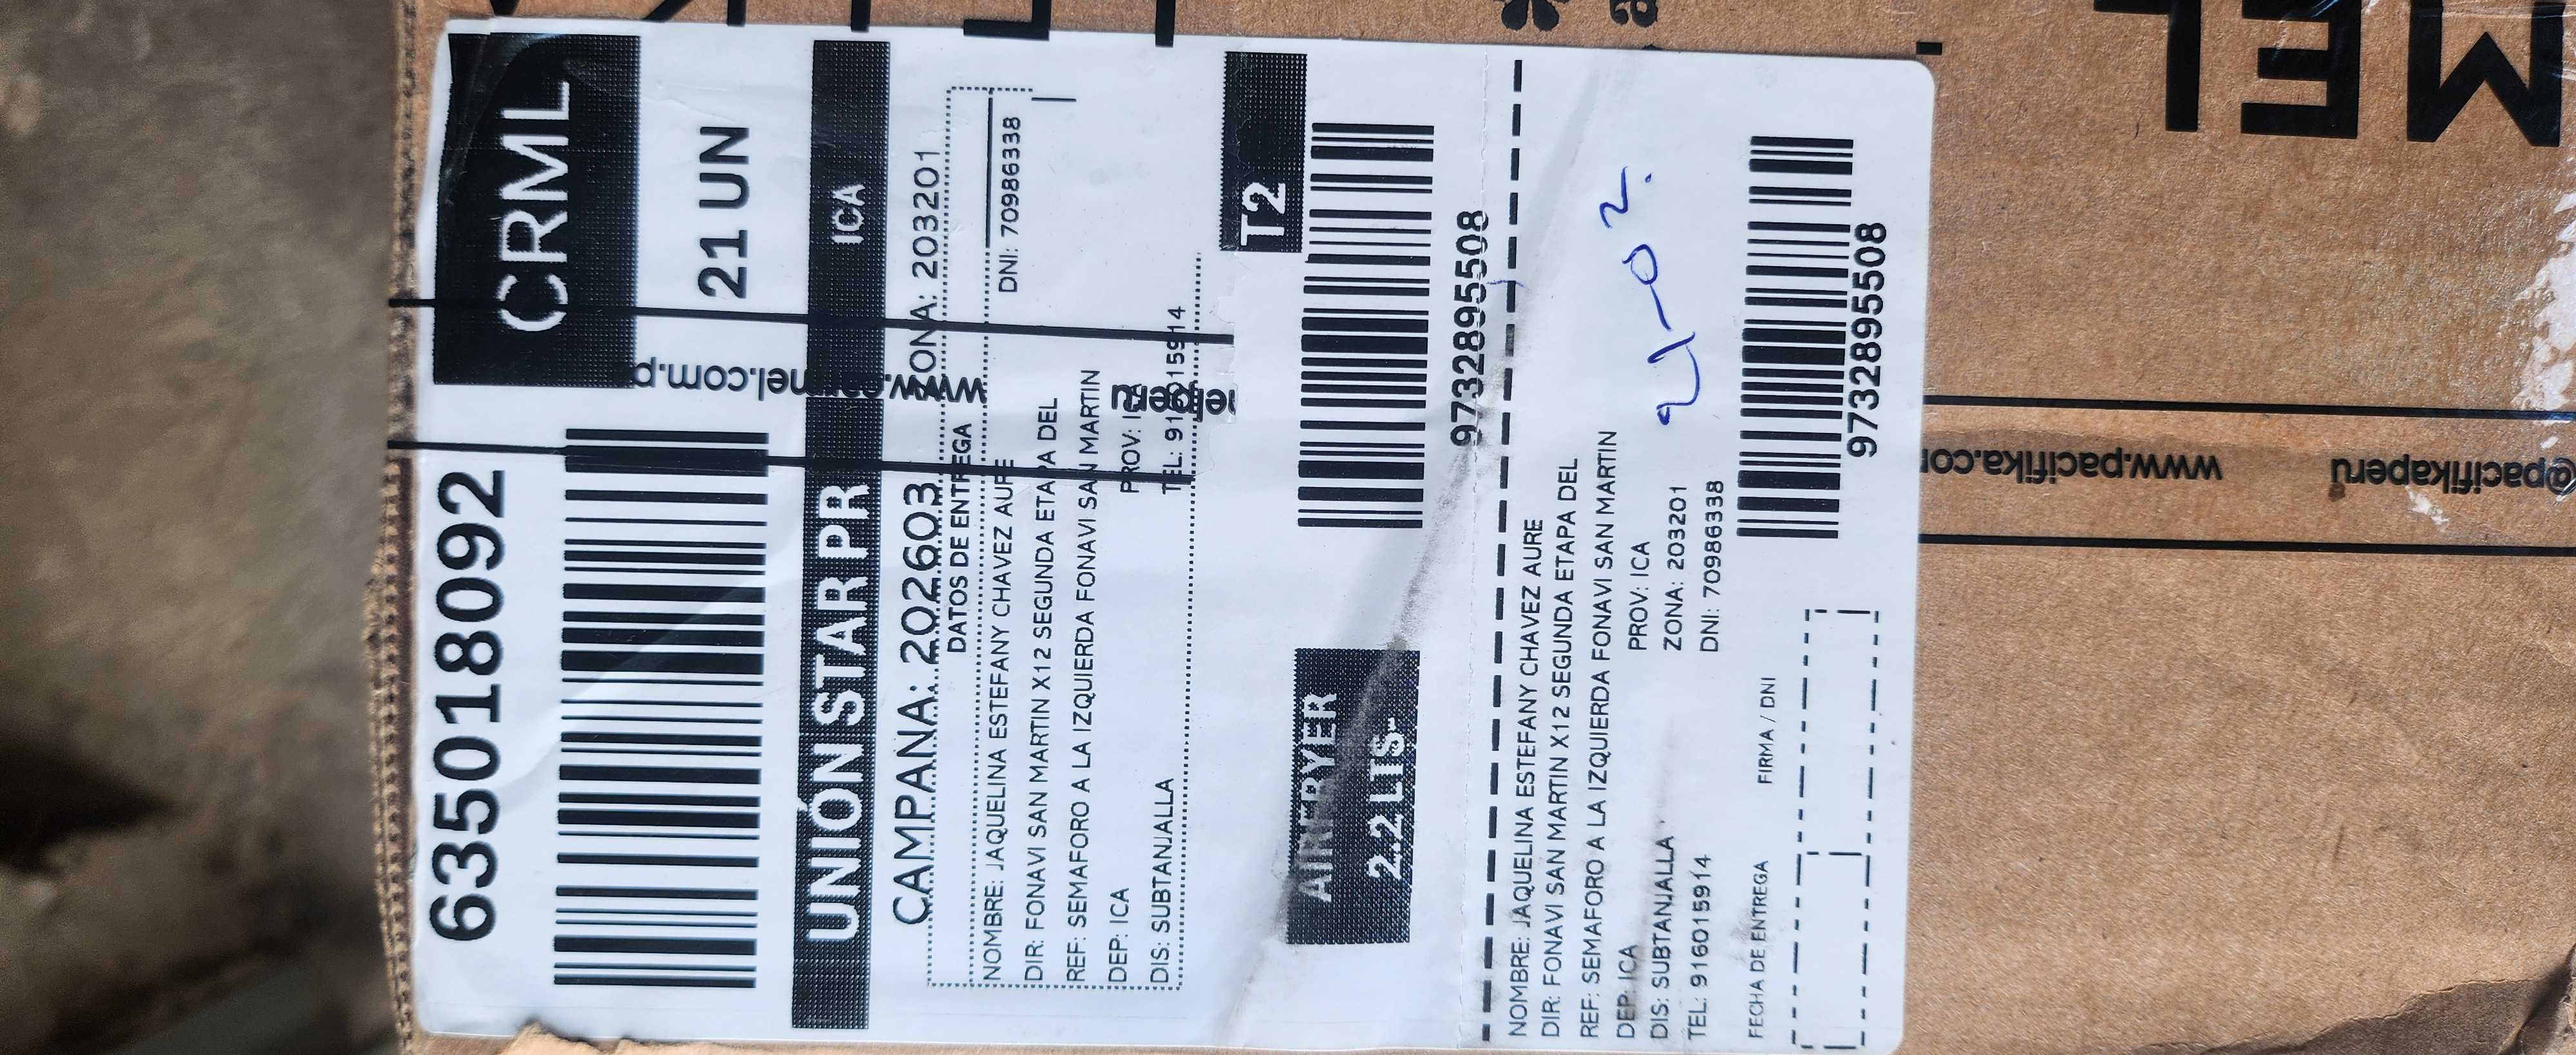 6350180092
CRML
21 UN
UNIÓN STAR PR ICA
CAMPANA: 202603 ZONA: 203201
DATOS DE ENTREGA
NOMBRE: JAQUELINA ESTEFANY CHAVEZ AURE DNI: 70986338
DIR: FONAVI SAN MARTIN X12 SEGUNDA ETAPA DEL
REF: SEMAFORO A LA IZQUIERDA FONAVI SAN MARTIN
DEP: ICA PROV: ICA
DIS: SUBTANJALLA TEL: 916015914
T2
AIRFRYER
2.2 LTS-
9732895508
NOMBRE: JAQUELINA ESTEFANY CHAVEZ AURE
DIR: FONAVI SAN MARTIN X12 SEGUNDA ETAPA DEL
REF: SEMAFORO A LA IZQUIERDA FONAVI SAN MARTIN
DEP: ICA PROV: ICA
DIS: SUBTANJALLA ZONA: 203201
TEL: 916015914 DNI: 70986338
FECHA DE ENTREGA FIRMA / DNI
9732895508
www.carmel.com.p
www.pacifika.co
@pacifikaperu
MEL